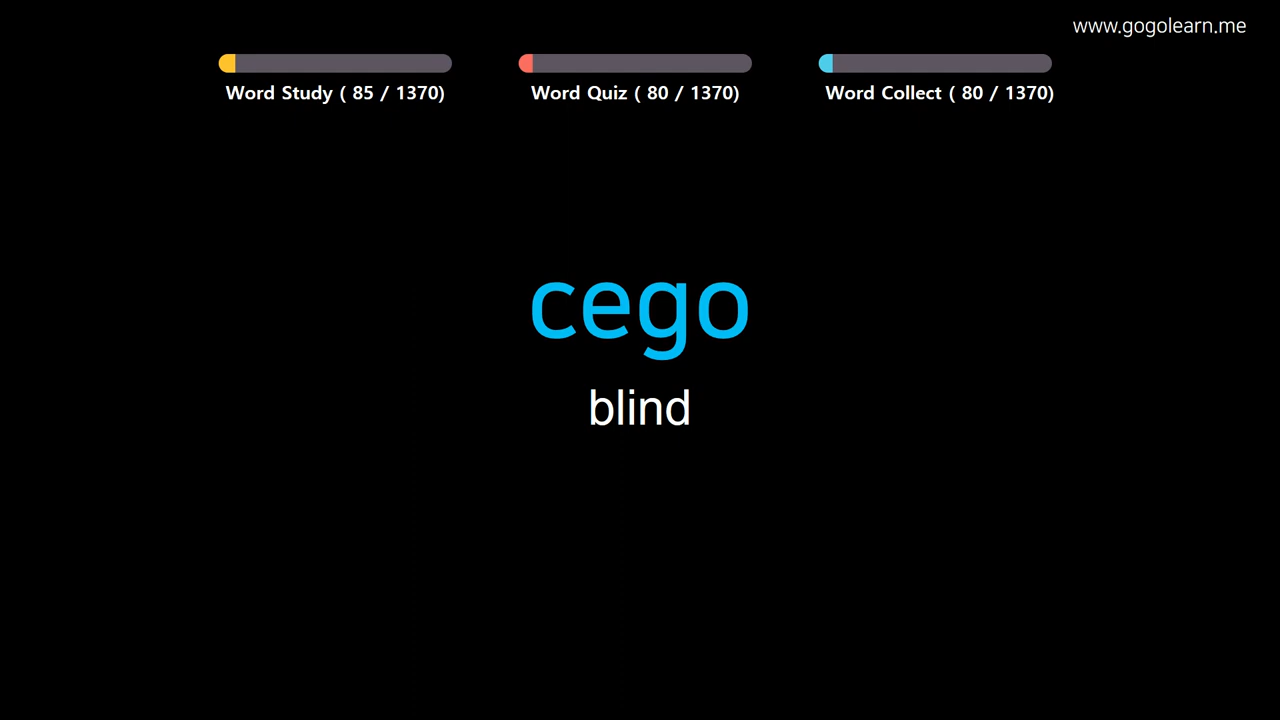 www.gogolearn.me
Word Study ( 85 / 1370)
Word Quiz ( 80 / 1370)
Word Collect ( 80 / 1370)
cego
blind